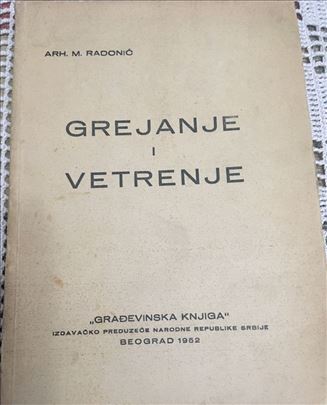 ARH. M. RADONIĆ
GREJANJE
I
VETRENJE
„GRAĐEVINSKA KNJIGA“
IZDAVAČKO PREDUZEĆE NARODNE REPUBLIKE SRBIJE
BEOGRAD 1952